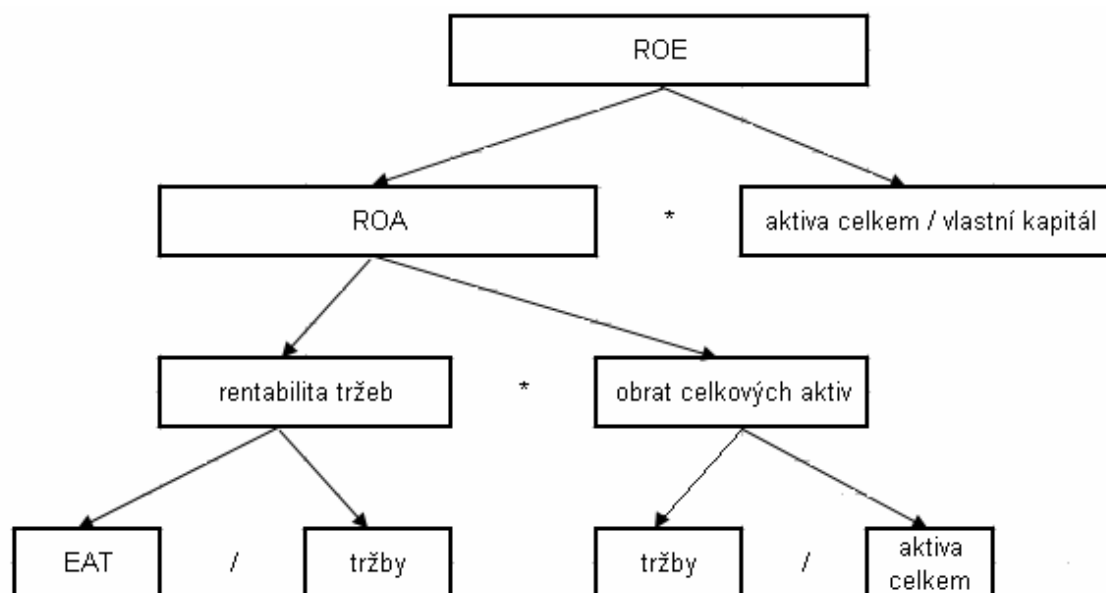 ROE
ROA * aktiva celkem / vlastní kapitál
rentabilita tržeb * obrat celkových aktiv
EAT / tržby tržby / aktiva
celkem